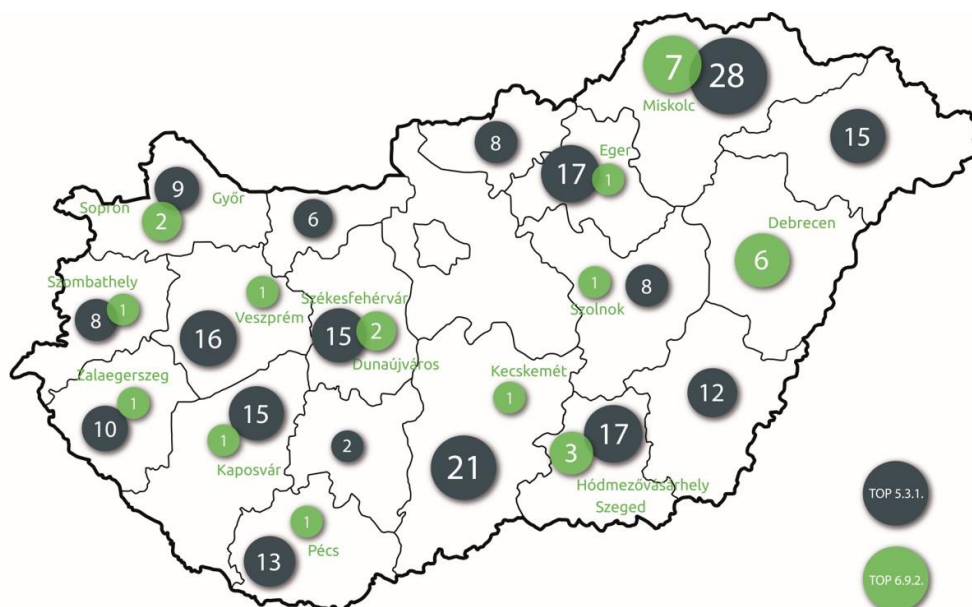 7
28
Miskolc
8
15
17
Eger
1
9
Sopron
Győr
2
6
Debrecen
6
Szombathely
8
1
1
Veszprém
16
Székesfehérvár
15
2
Dunaújváros
1
Szolnok
8
Zalaegerszeg
1
10
15
1
Kaposvár
2
Kecskemét
1
21
12
17
3
Hódmezővásárhely
Szeged
1
Pécs
13
TOP 5.3.1.
TOP 6.9.2.